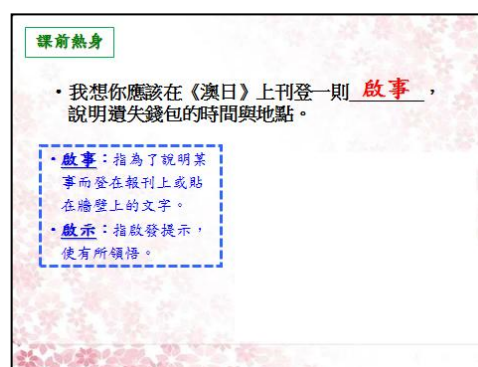 課前熱身
•我想你應該在《澳日》上刊登一則 啟事 ，
說明遺失錢包的時間與地點。
•啟事：指為了說明某
事而登在報刊上或貼
在牆壁上的文字。
•啟示：指啟發提示，
使有所領悟。